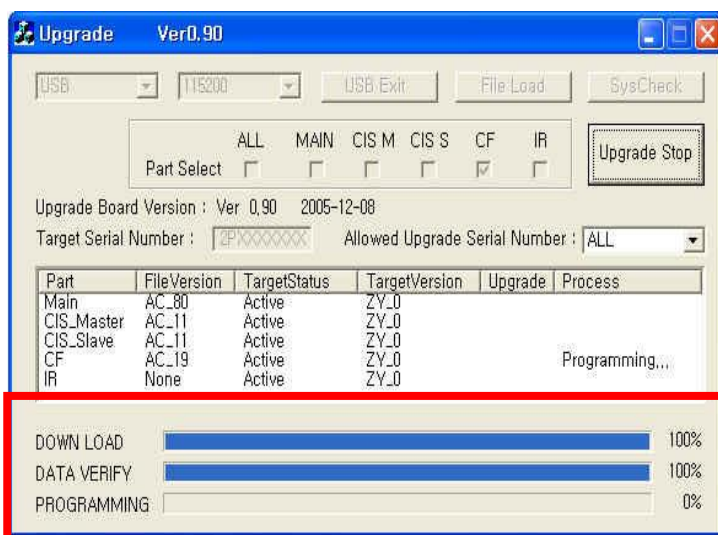 Upgrade Ver0.90
USB 115200 USB Exit File Load SysCheck
ALL MAIN CIS M CIS S CF IR
Part Select
Upgrade Stop
Upgrade Board Version : Ver 0,90 2005-12-08
Target Serial Number : 2PXXXXXXX Allowed Upgrade Serial Number : ALL
Part FileVersion TargetStatus TargetVersion Upgrade Process
Main AC_80 Active ZY_0
CIS_Master AC_11 Active ZY_0
CIS_Slave AC_11 Active ZY_0
CF AC_19 Active ZY_0 Programming,,,
IR None Active ZY_0
DOWN LOAD 100%
DATA VERIFY 100%
PROGRAMMING 0%